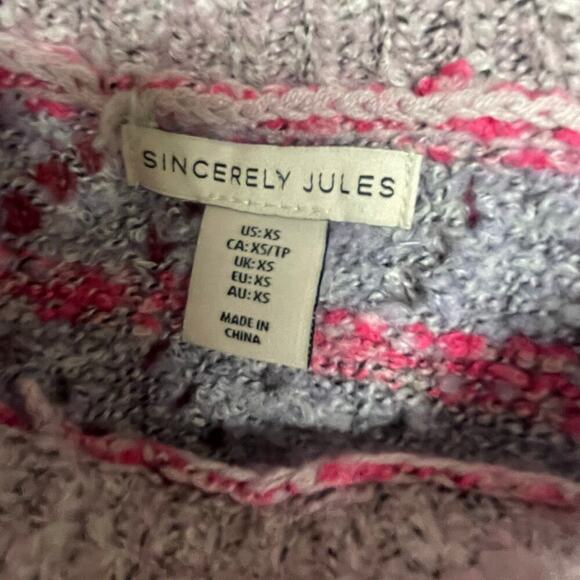 SINCERELY JULES
US: XS
CA: XS/TP
UK: XS
EU: XS
AU: XS
MADE IN
CHINA